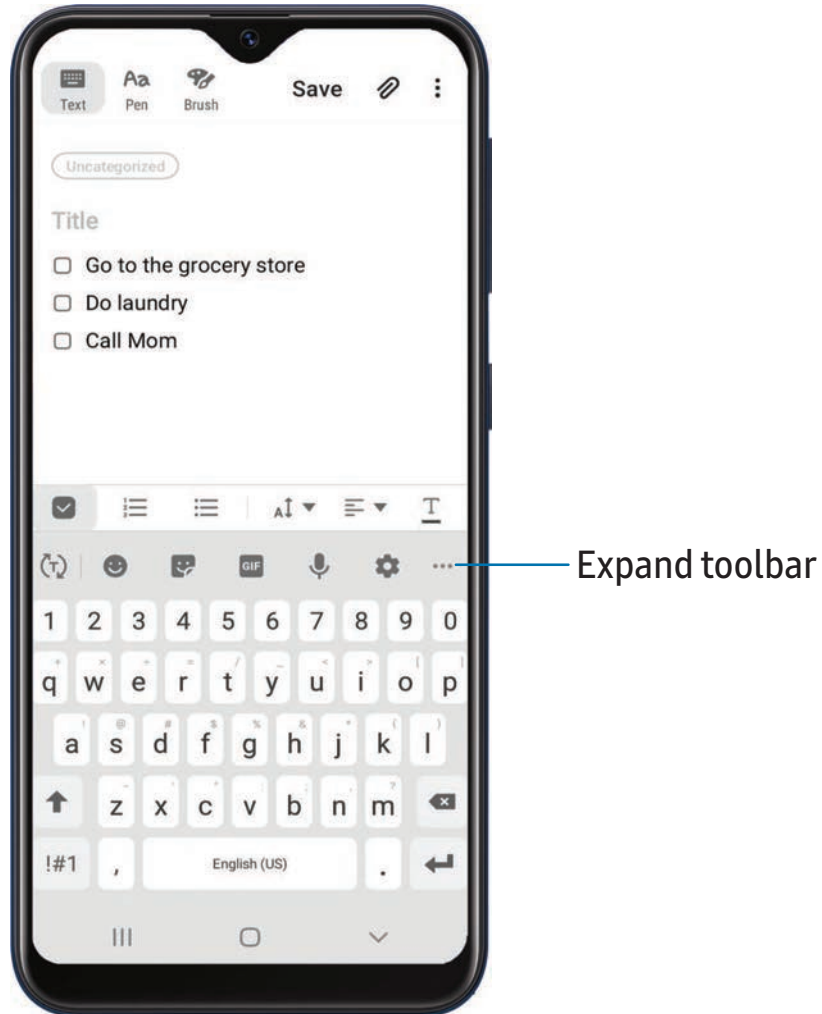 Text Pen Brush Save
Uncategorized
Title
Go to the grocery store
Do laundry
Call Mom
GIF
Expand toolbar
1 2 3 4 5 6 7 8 9 0
q w e r t y u i o p
a s d f g h j k l
z x c v b n m
!#1 , English (US) .